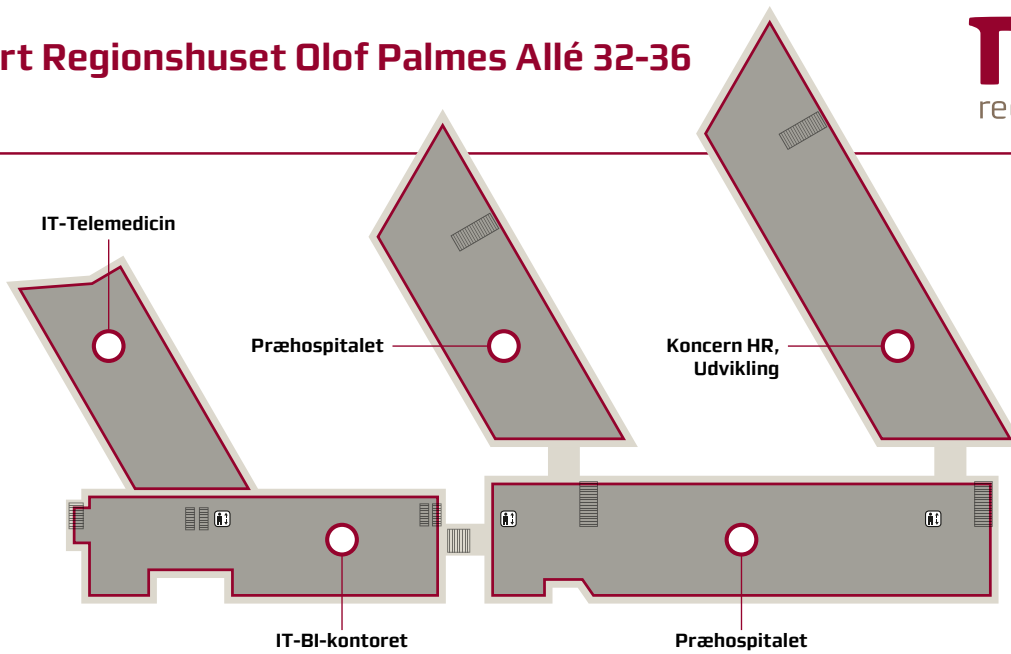 rt Regionshuset Olof Palmes Allé 32-36
IT-Telemedicin
Præhospitalet
Koncern HR,
Udvikling
IT-BI-kontoret
Præhospitalet